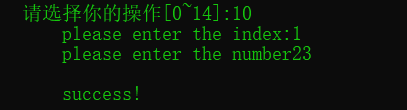 请选择你的操作[0~14]:10
please enter the index:1
please enter the number23
success!